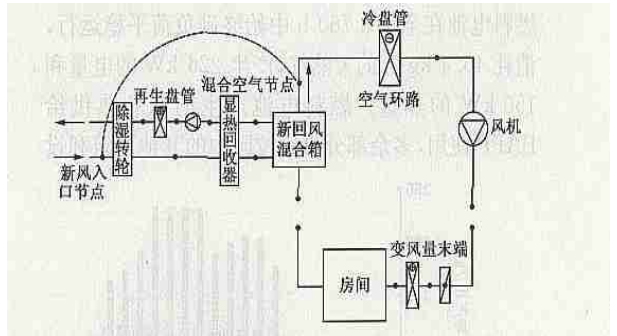 冷盘管
混合空气节点
再生盘管
空气环路
除湿转轮
显热回收器
新回风
混合箱
风机
新风入
口节点
变风量末端
房间